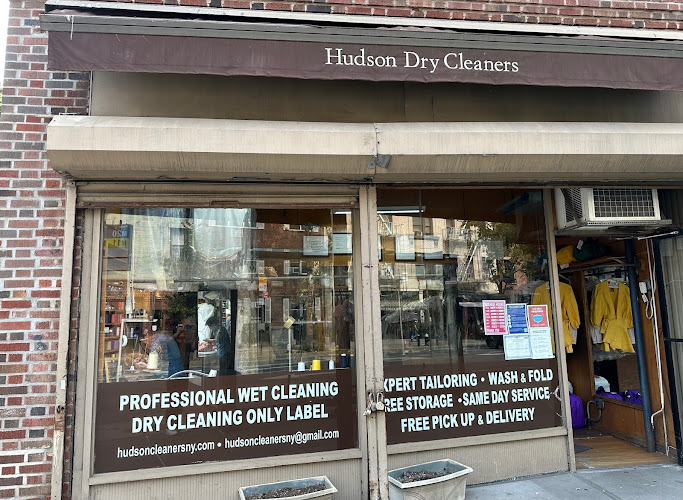 Hudson Dry Cleaners
PROFESSIONAL WET CLEANING
DRY CLEANING ONLY LABEL
hudsoncleanersny.com • hudsoncleanersny@gmail.com
XPERT TAILORING • WASH & FOLD
REE STORAGE • SAME DAY SERVICE
FREE PICK UP & DELIVERY